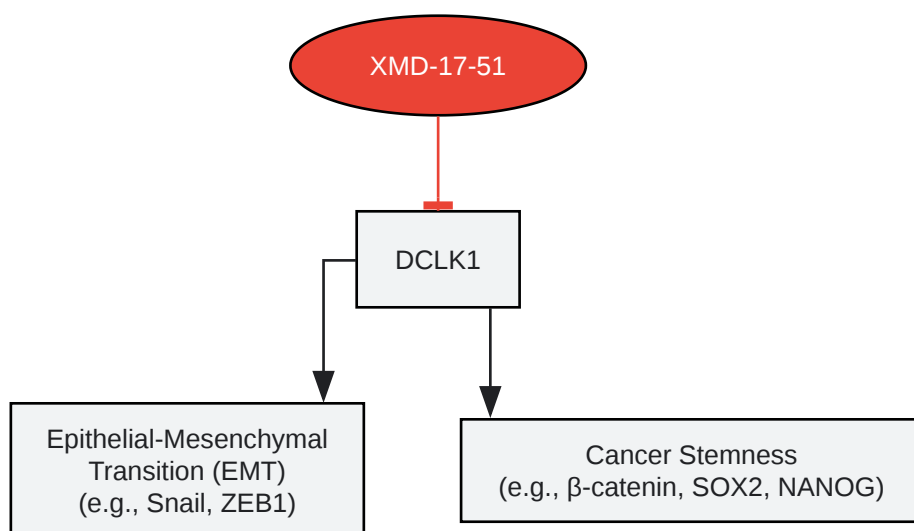 XMD-17-51
DCLK1
Epithelial-Mesenchymal
Transition (EMT)
(e.g., Snail, ZEB1)
Cancer Stemness
(e.g., β-catenin, SOX2, NANOG)